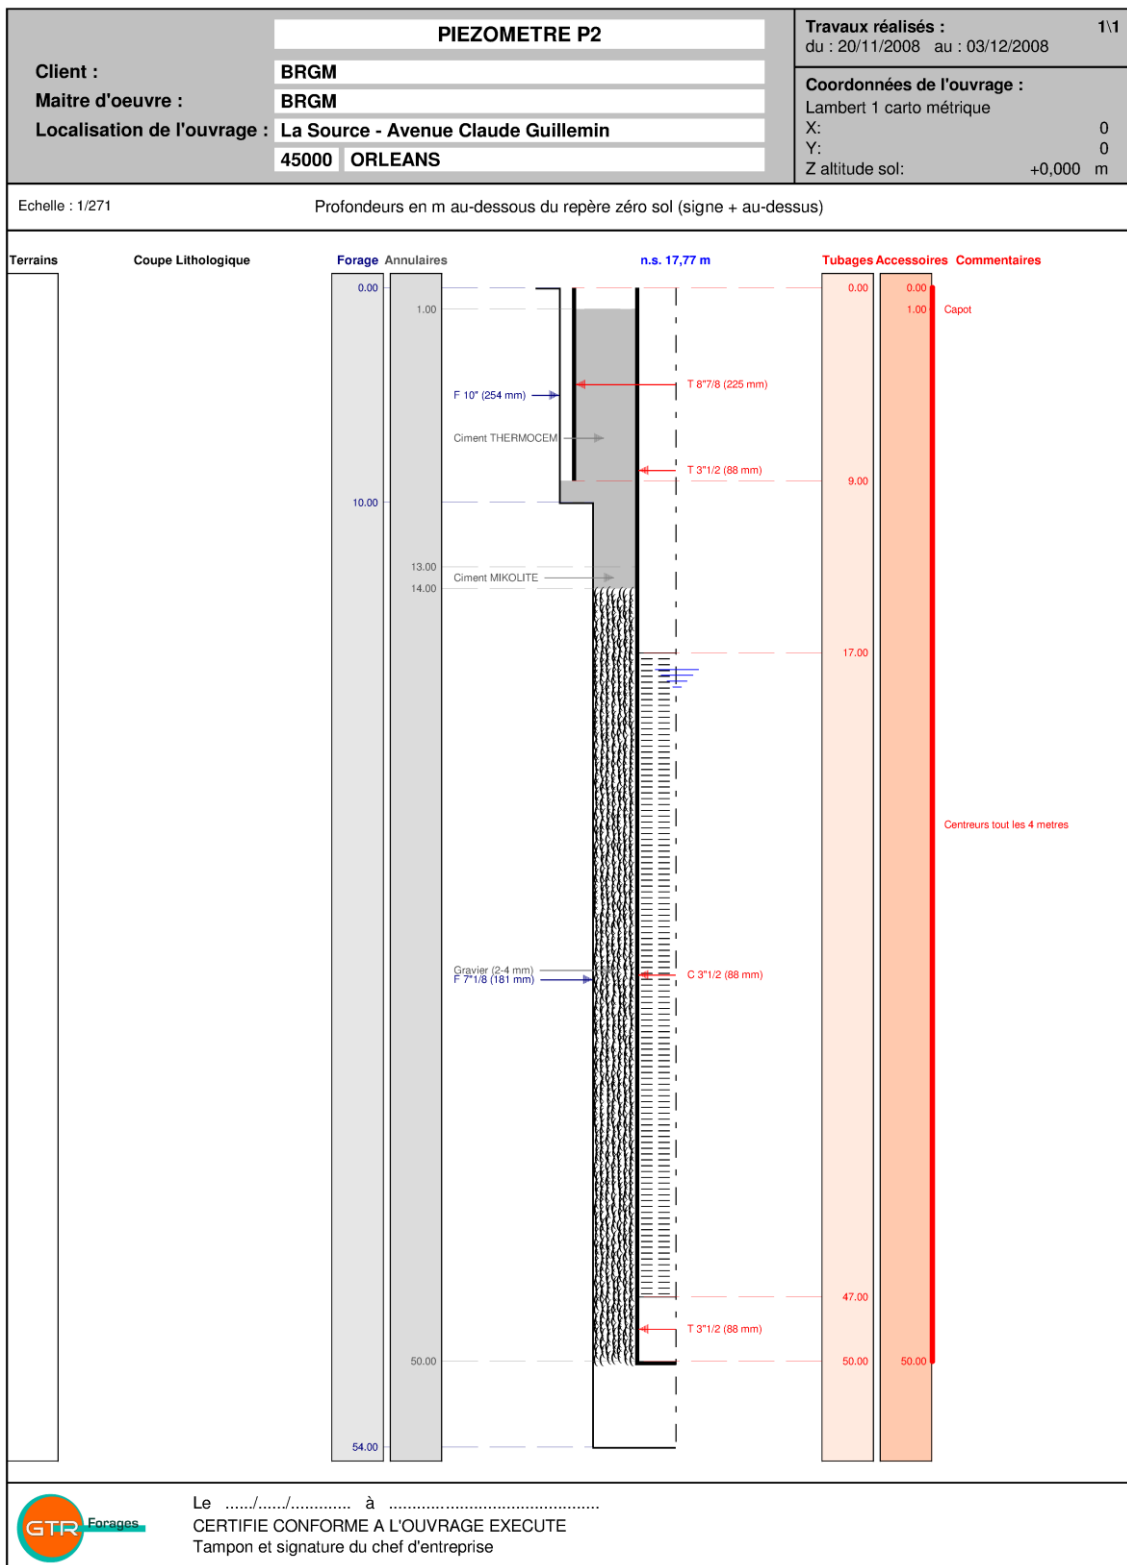 PIEZOMETRE P2
Travaux réalisés : 1\1
du : 20/11/2008 au : 03/12/2008
Client : BRGM
Maitre d'oeuvre : BRGM
Localisation de l'ouvrage : La Source - Avenue Claude Guillemin
45000 ORLEANS
Coordonnées de l'ouvrage :
Lambert 1 carto métrique
X: 0
Y: 0
Z altitude sol: +0,000 m
Echelle : 1/271
Profondeurs en m au-dessous du repère zéro sol (signe + au-dessus)
Terrains Coupe Lithologique Forage Annulaires n.s. 17,77 m Tubages Accessoires Commentaires
0.00 0.00 0.00
1.00 1.00 Capot
T 8"7/8 (225 mm)
F 10" (254 mm)
Ciment THERMOCEM
T 3"1/2 (88 mm)
9.00
10.00
13.00
Ciment MIKOLITE
14.00
17.00
Centreurs tout les 4 metres
Gravier (2-4 mm)
C 3"1/2 (88 mm)
F 7"1/8 (181 mm)
47.00
T 3"1/2 (88 mm)
50.00 50.00 50.00
54.00
GTR Forages
Le ....../....../............. à ..............................................
CERTIFIE CONFORME A L'OUVRAGE EXECUTE
Tampon et signature du chef d'entreprise